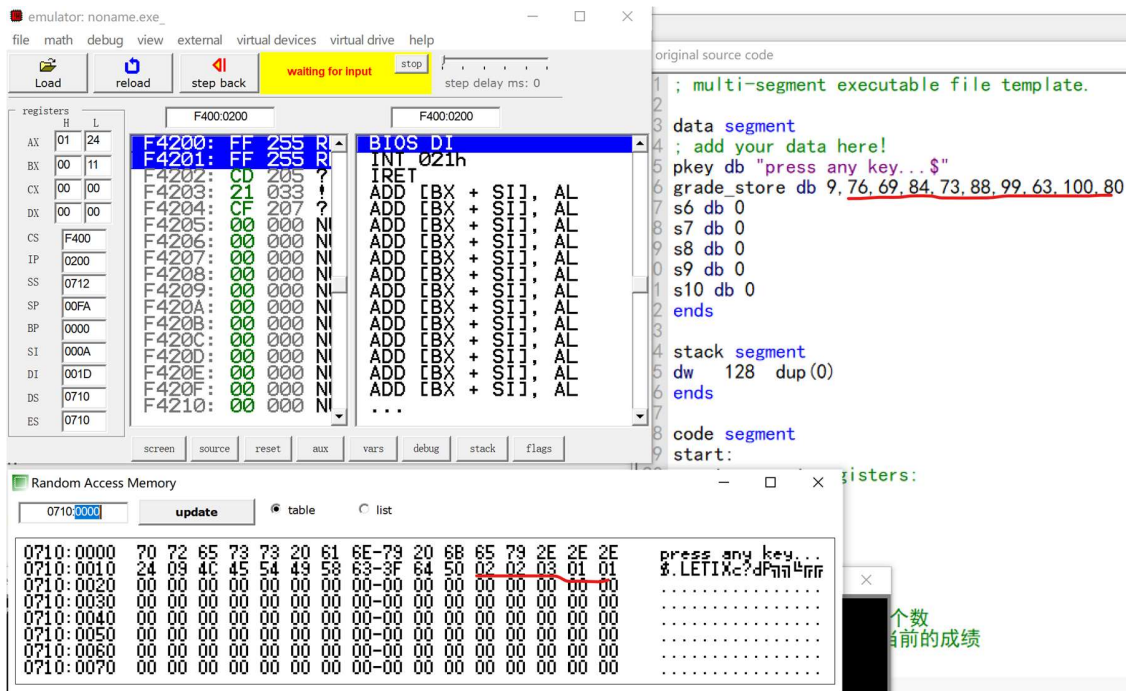 emulator: noname.exe_
file math debug view external virtual devices virtual drive help
Load reload step back waiting for input stop step delay ms: 0
registers
H L
AX 01 24
BX 00 11
CX 00 00
DX 00 00
CS F400
IP 0200
SS 0712
SP 00FA
BP 0000
SI 000A
DI 001D
DS 0710
ES 0710
F400:0200 F400:0200
F4200: FF 255 R
F4201: FF 255 R
F4202: CD 205 ?
F4203: 21 033 !
F4204: CF 207 ?
F4205: 00 000 N
F4206: 00 000 N
F4207: 00 000 N
F4208: 00 000 N
F4209: 00 000 N
F420A: 00 000 N
F420B: 00 000 N
F420C: 00 000 N
F420D: 00 000 N
F420E: 00 000 N
F420F: 00 000 N
F4210: 00 000 N
BIOS DI
INT 021h
IRET
ADD [BX + SI], AL
ADD [BX + SI], AL
ADD [BX + SI], AL
ADD [BX + SI], AL
ADD [BX + SI], AL
ADD [BX + SI], AL
ADD [BX + SI], AL
ADD [BX + SI], AL
ADD [BX + SI], AL
ADD [BX + SI], AL
ADD [BX + SI], AL
ADD [BX + SI], AL
ADD [BX + SI], AL
...
screen source reset aux vars debug stack flags
original source code
1 ; multi-segment executable file template.
2
3 data segment
4 ; add your data here!
5 pkey db "press any key...$"
6 grade_store db 9,76,69,84,73,88,99,63,100,80
7 s6 db 0
8 s7 db 0
9 s8 db 0
0 s9 db 0
1 s10 db 0
2 ends
3
4 stack segment
5 dw 128 dup(0)
6 ends
7
8 code segment
9 start:
gisters:
Random Access Memory
0710:0000 update table list
0710:0000 70 72 65 73 73 20 61 6E-79 20 6B 65 79 2E 2E 2E press any key...
0710:0010 24 09 4C 45 54 49 58 63-3F 64 50 02 02 03 01 01 $.LETIXc?dP
0710:0020 00 00 00 00 00 00 00 00-00 00 00 00 00 00 00 00 ................
0710:0030 00 00 00 00 00 00 00 00-00 00 00 00 00 00 00 00 ................
0710:0040 00 00 00 00 00 00 00 00-00 00 00 00 00 00 00 00 ................
0710:0050 00 00 00 00 00 00 00 00-00 00 00 00 00 00 00 00 ................
0710:0060 00 00 00 00 00 00 00 00-00 00 00 00 00 00 00 00 ................
0710:0070 00 00 00 00 00 00 00 00-00 00 00 00 00 00 00 00 ................
个数
前的成绩